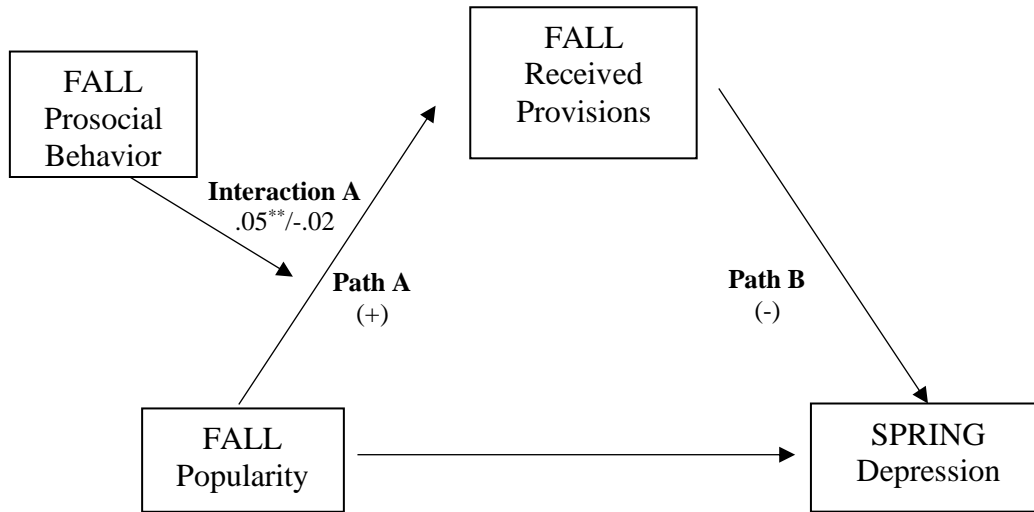 FALL
Prosocial
Behavior
FALL
Received
Provisions
Interaction A
.05**/-.02
Path A
(+)
Path B
(-)
FALL
Popularity
SPRING
Depression